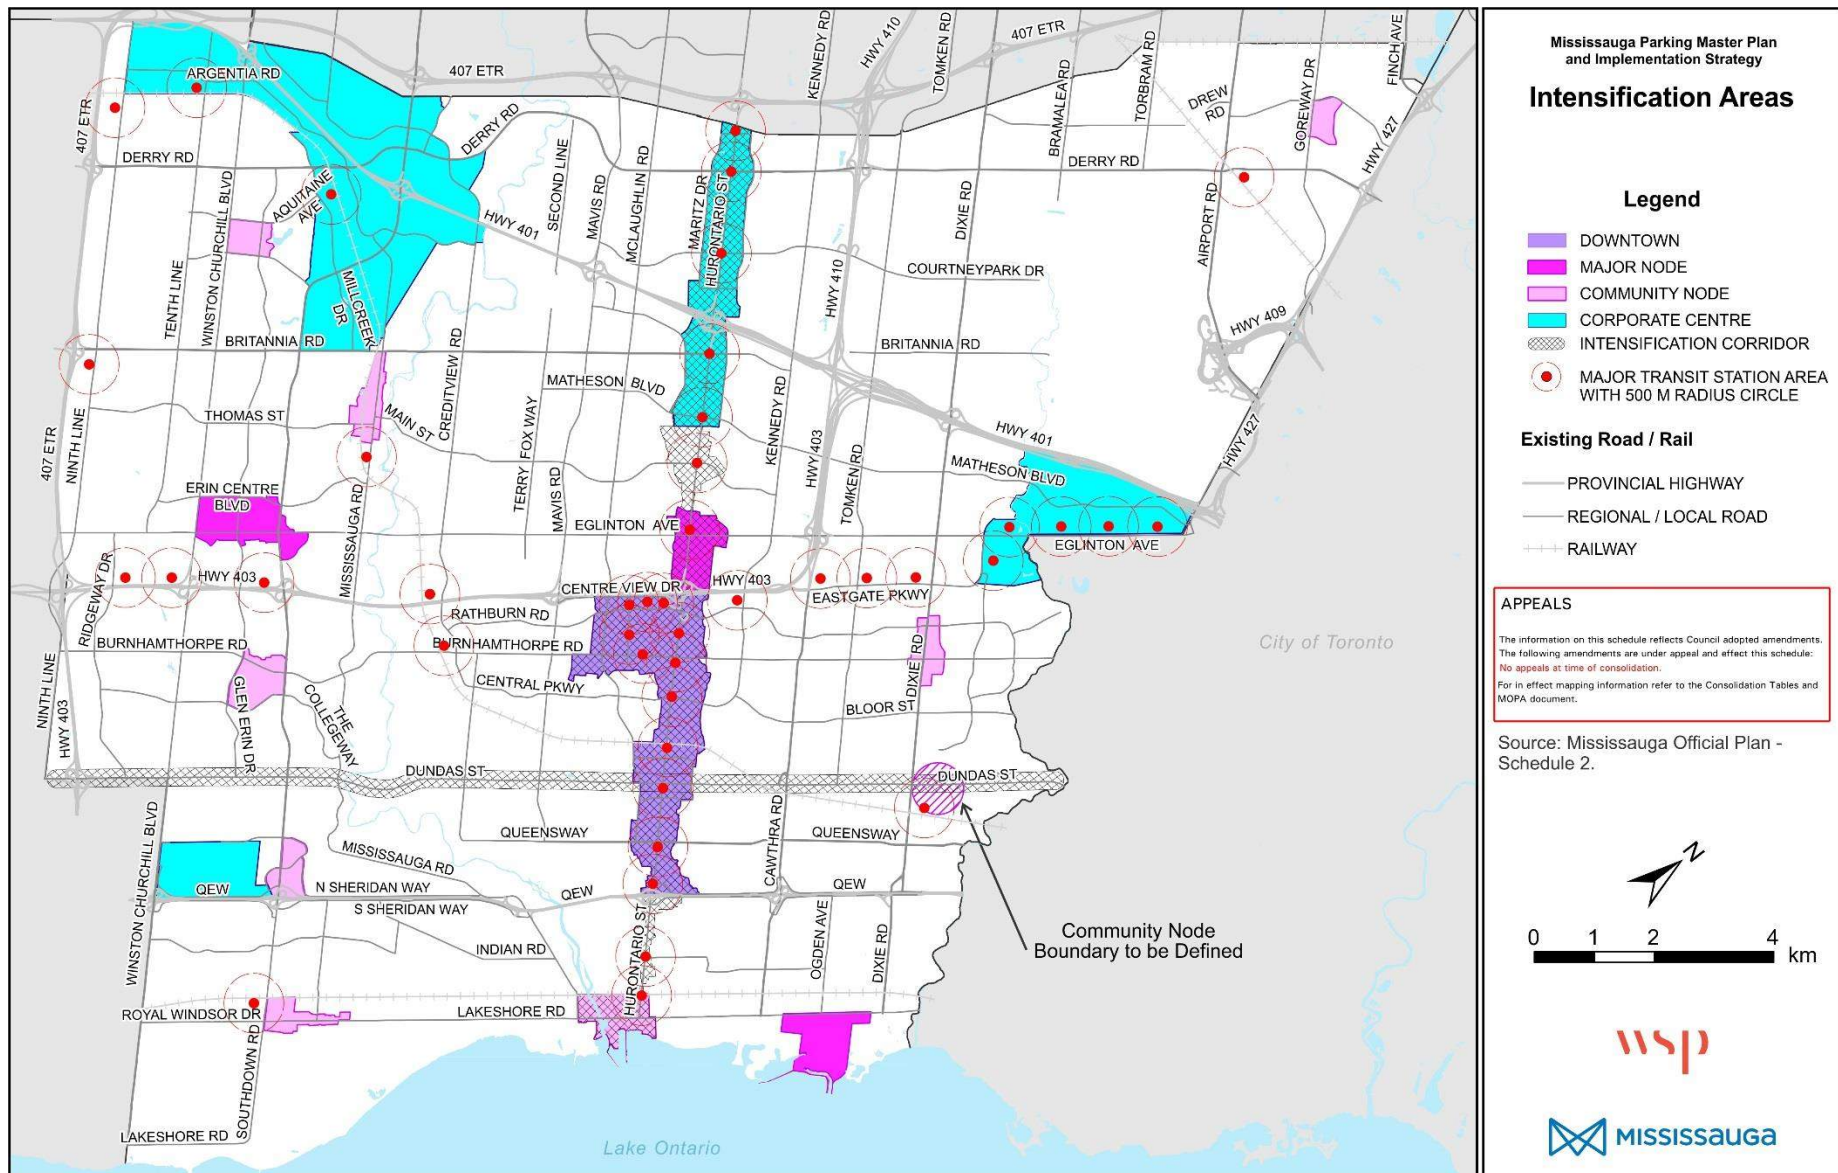 407 ETR
ARGENTIA RD
407 ETR
DERRY RD
WINSTON CHURCHILL BLVD
AQUITAINE
AVE
DERRY RD
TENTH LINE
MILLCREEK
DR
BRITANNIA RD
HWY 401
SECOND LINE
MAVIS RD
MCLAUGHLIN RD
MARITZ DR
HURONTARIO ST
KENNEDY RD
HWY 410
TOMKEN RD
407 ETR
BRAMALEA RD
TORBRAM RD
DREW
RD
GOREWAY DR
FINCH AVE
HWY 427
DERRY RD
DIXIE RD
AIRPORT RD
COURTNEYPARK DR
HWY 410
HWY 409
BRITANNIA RD
CREDITVIEW RD
MATHESON BLVD
TERRY FOX WAY
MAIN ST
THOMAS ST
NINTH LINE
407 ETR
KENNEDY RD
HWY 403
TOMKEN RD
HWY 401
MATHESON BLVD
HWY 427
ERIN CENTRE
BLVD
MISSISSAUGA RD
MAVIS RD
EGLINTON AVE
EGLINTON AVE
RIDGEWAY DR
HWY 403
CENTRE VIEW DR
HWY 403
EASTGATE PKWY
RATHBURN RD
BURNHAMTHORPE RD
BURNHAMTHORPE RD
DIXIE RD
City of Toronto
NINTH LINE
HWY 403
GLEN ERIN DR
THE
COLLEGEWAY
CENTRAL PKWY
BLOOR ST
DUNDAS ST
DUNDAS ST
WINSTON CHURCHILL BLVD
QUEENSWAY
CAWTHRA RD
QUEENSWAY
MISSISSAUGA RD
QEW
N SHERIDAN WAY
QEW
QEW
S SHERIDAN WAY
INDIAN RD
HURONTARIO ST
OGDEN AVE
DIXIE RD
Community Node
Boundary to be Defined
ROYAL WINDSOR DR
LAKESHORE RD
SOUTHDOWN RD
LAKESHORE RD
Lake Ontario
Mississauga Parking Master Plan
and Implementation Strategy
Intensification Areas
Legend
DOWNTOWN
MAJOR NODE
COMMUNITY NODE
CORPORATE CENTRE
INTENSIFICATION CORRIDOR
MAJOR TRANSIT STATION AREA
WITH 500 M RADIUS CIRCLE
Existing Road / Rail
PROVINCIAL HIGHWAY
REGIONAL / LOCAL ROAD
RAILWAY
APPEALS
The information on this schedule reflects Council adopted amendments.
The following amendments are under appeal and effect this schedule:
No appeals at time of consolidation.
For in effect mapping information refer to the Consolidation Tables and
MOPA document.
Source: Mississauga Official Plan -
Schedule 2.
N
0 1 2 4 km
wsp
MISSISSAUGA